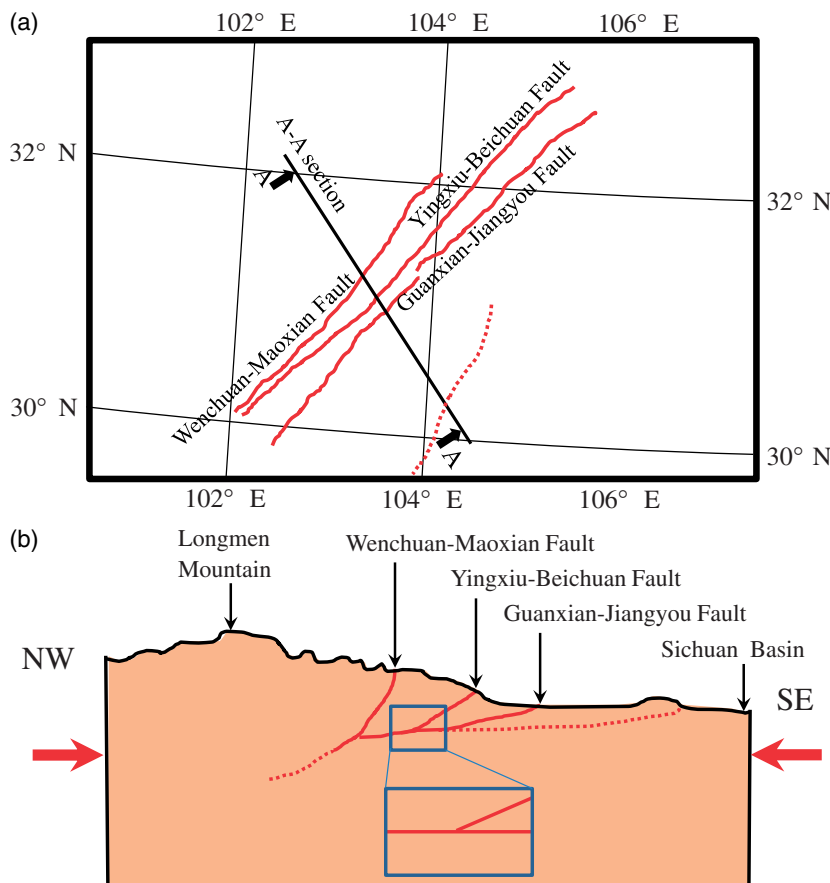 (a)
102° E
104° E
106° E
32° N
A-A section
A
Yingxiu-Beichuan Fault
32° N
Guanxian-Jiangyou Fault
Wenchuan-Maoxian Fault
30° N
A
30° N
102° E
104° E
106° E
(b)
Longmen
Mountain
Wenchuan-Maoxian Fault
Yingxiu-Beichuan Fault
Guanxian-Jiangyou Fault
Sichuan Basin
NW
SE